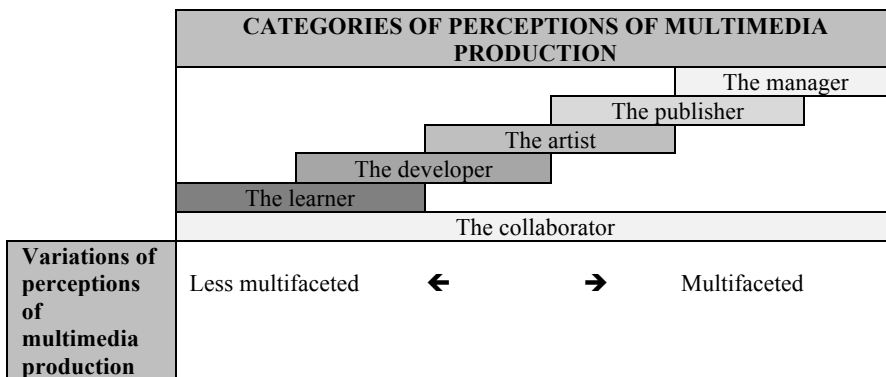 CATEGORIES OF PERCEPTIONS OF MULTIMEDIA
PRODUCTION
The manager
The publisher
The artist
The developer
The learner
The collaborator
Variations of
perceptions
of
multimedia
production
Less multifaceted ← → Multifaceted